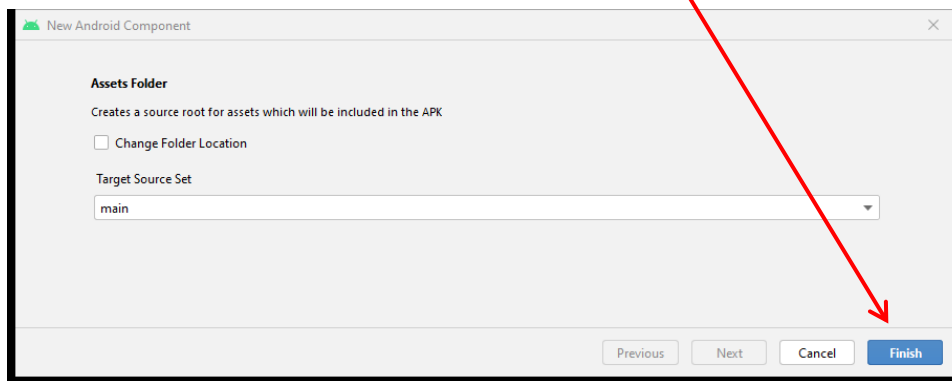 New Android Component
Assets Folder
Creates a source root for assets which will be included in the APK
Change Folder Location
Target Source Set
main
Previous Next Cancel Finish